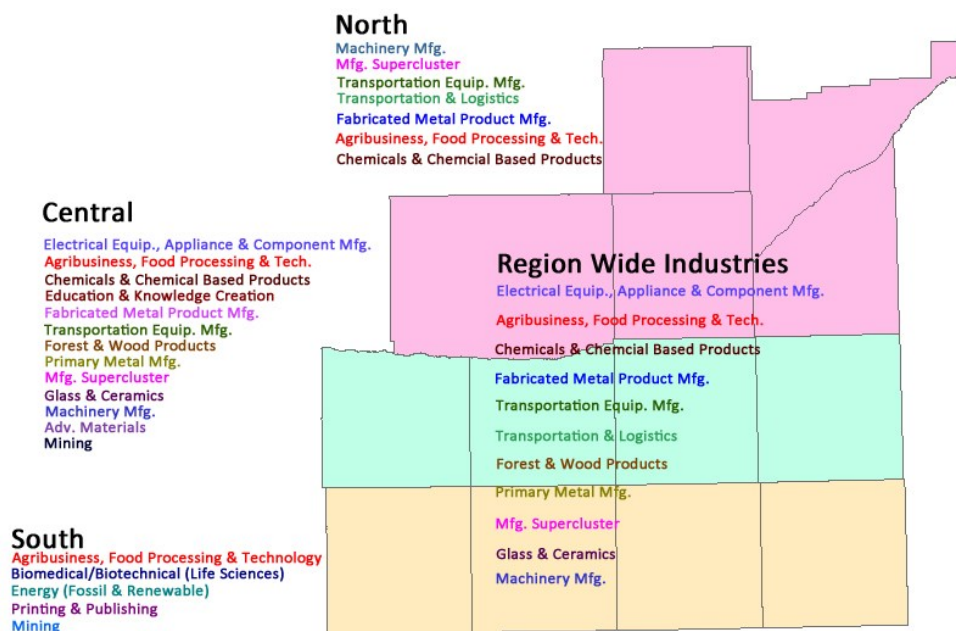 North
Machinery Mfg.
Mfg. Supercluster
Transportation Equip. Mfg.
Transportation & Logistics
Fabricated Metal Product Mfg.
Agribusiness, Food Processing & Tech.
Chemicals & Chemcial Based Products
Central
Electrical Equip., Appliance & Component Mfg.
Agribusiness, Food Processing & Tech.
Chemicals & Chemical Based Products
Education & Knowledge Creation
Fabricated Metal Product Mfg.
Transportation Equip. Mfg.
Forest & Wood Products
Primary Metal Mfg.
Mfg. Supercluster
Glass & Ceramics
Machinery Mfg.
Adv. Materials
Mining
Region Wide Industries
Electrical Equip., Appliance & Component Mfg.
Agribusiness, Food Processing & Tech.
Chemicals & Chemcial Based Products
Fabricated Metal Product Mfg.
Transportation Equip. Mfg.
Transportation & Logistics
Forest & Wood Products
Primary Metal Mfg.
Mfg. Supercluster
Glass & Ceramics
Machinery Mfg.
South
Agribusiness, Food Processing & Technology
Biomedical/Biotechnical (Life Sciences)
Energy (Fossil & Renewable)
Printing & Publishing
Mining